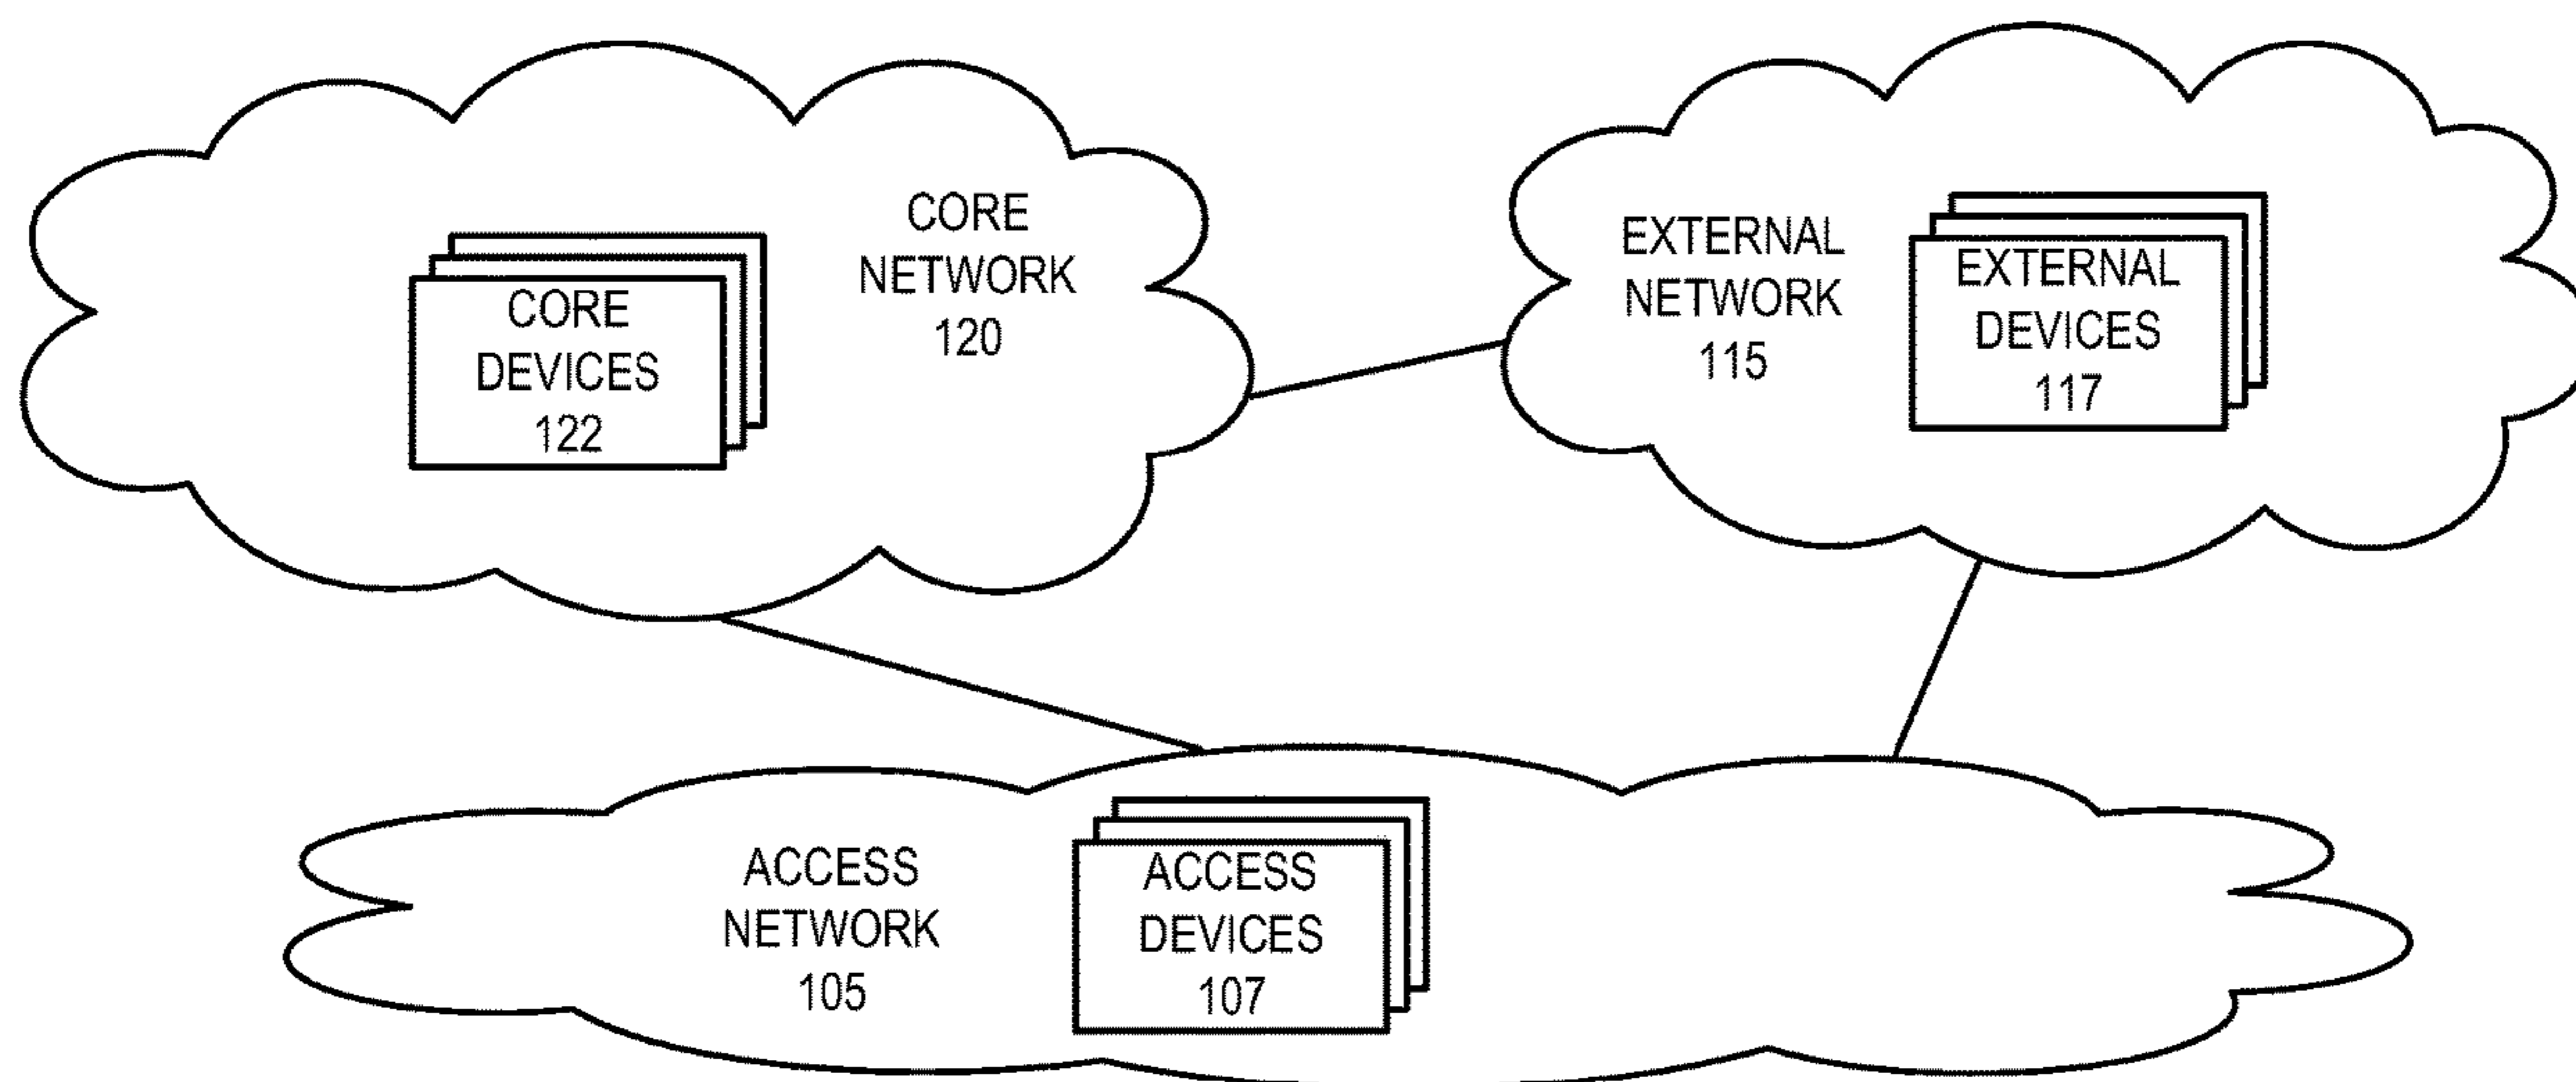 CORE
NETWORK
120
CORE
DEVICES
122
EXTERNAL
NETWORK
115
EXTERNAL
DEVICES
117
ACCESS
NETWORK
105
ACCESS
DEVICES
107